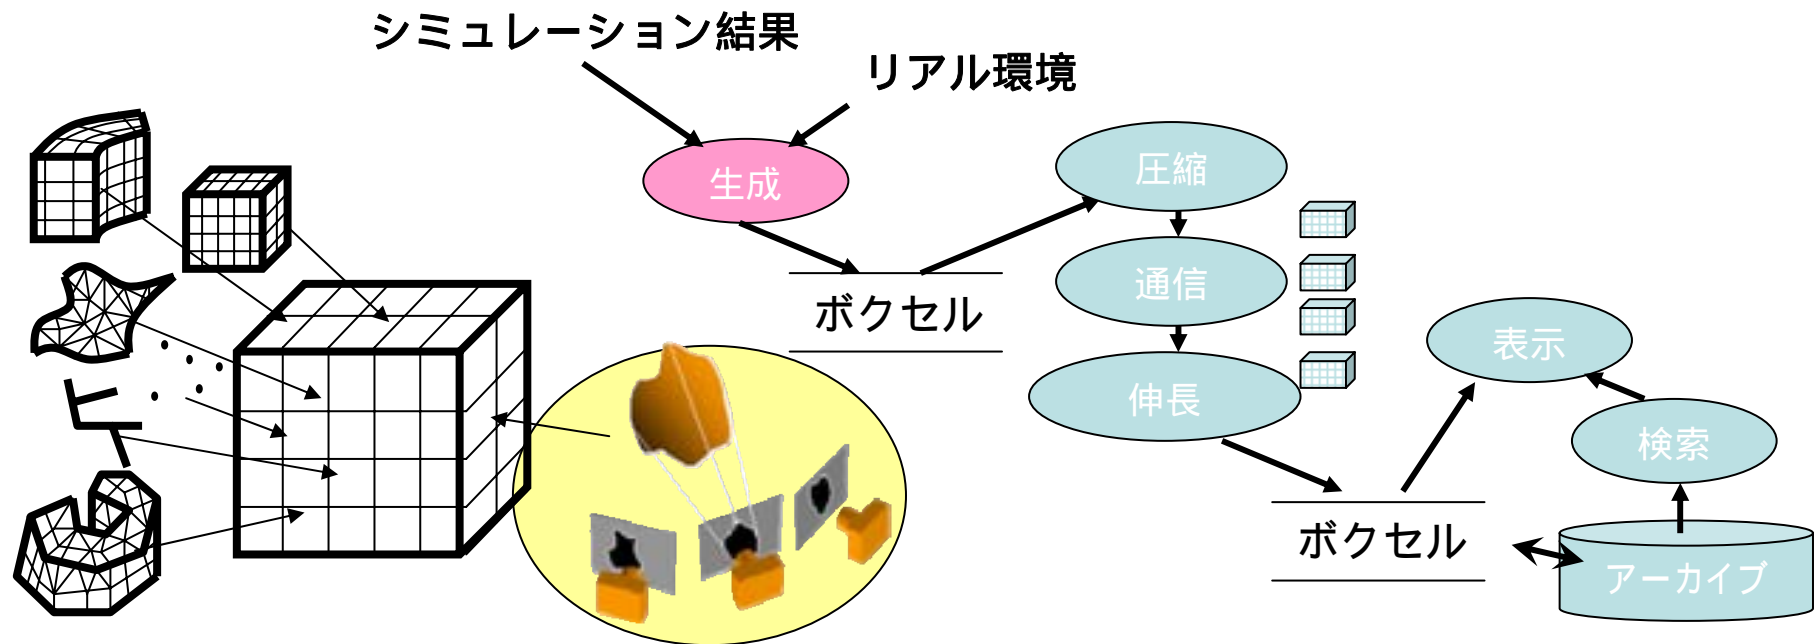 シミュレーション結果
リアル環境
生成
ボクセル
圧縮
通信
伸長
表示
検索
ボクセル
アーカイブ